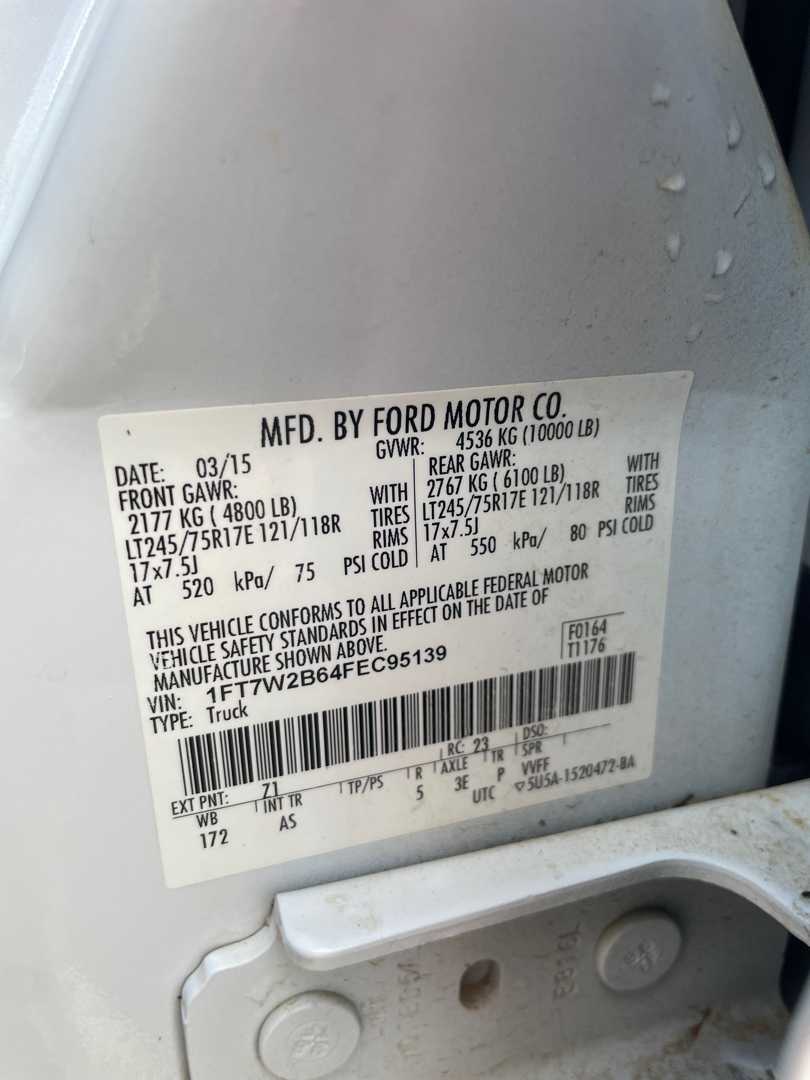 MFD. BY FORD MOTOR CO.
DATE: 03/15
GVWR: 4536 KG (10000 LB)
FRONT GAWR:
2177 KG ( 4800 LB) WITH
LT245/75R17E 121/118R TIRES
17x7.5J RIMS
AT 520 kPa/ 75 PSI COLD
REAR GAWR:
2767 KG ( 6100 LB) WITH
LT245/75R17E 121/118R TIRES
17x7.5J RIMS
AT 550 kPa/ 80 PSI COLD
THIS VEHICLE CONFORMS TO ALL APPLICABLE FEDERAL MOTOR
VEHICLE SAFETY STANDARDS IN EFFECT ON THE DATE OF
MANUFACTURE SHOWN ABOVE.
F0164
T1176
VIN: 1FT7W2B64FEC95139
TYPE: Truck
EXT PNT: Z1 RC: 23 DSO:
WB INT TR TP/PS R AXLE TR SPR
172 AS 5 3E P VVFF
UTC ▽5U5A-1520472-BA